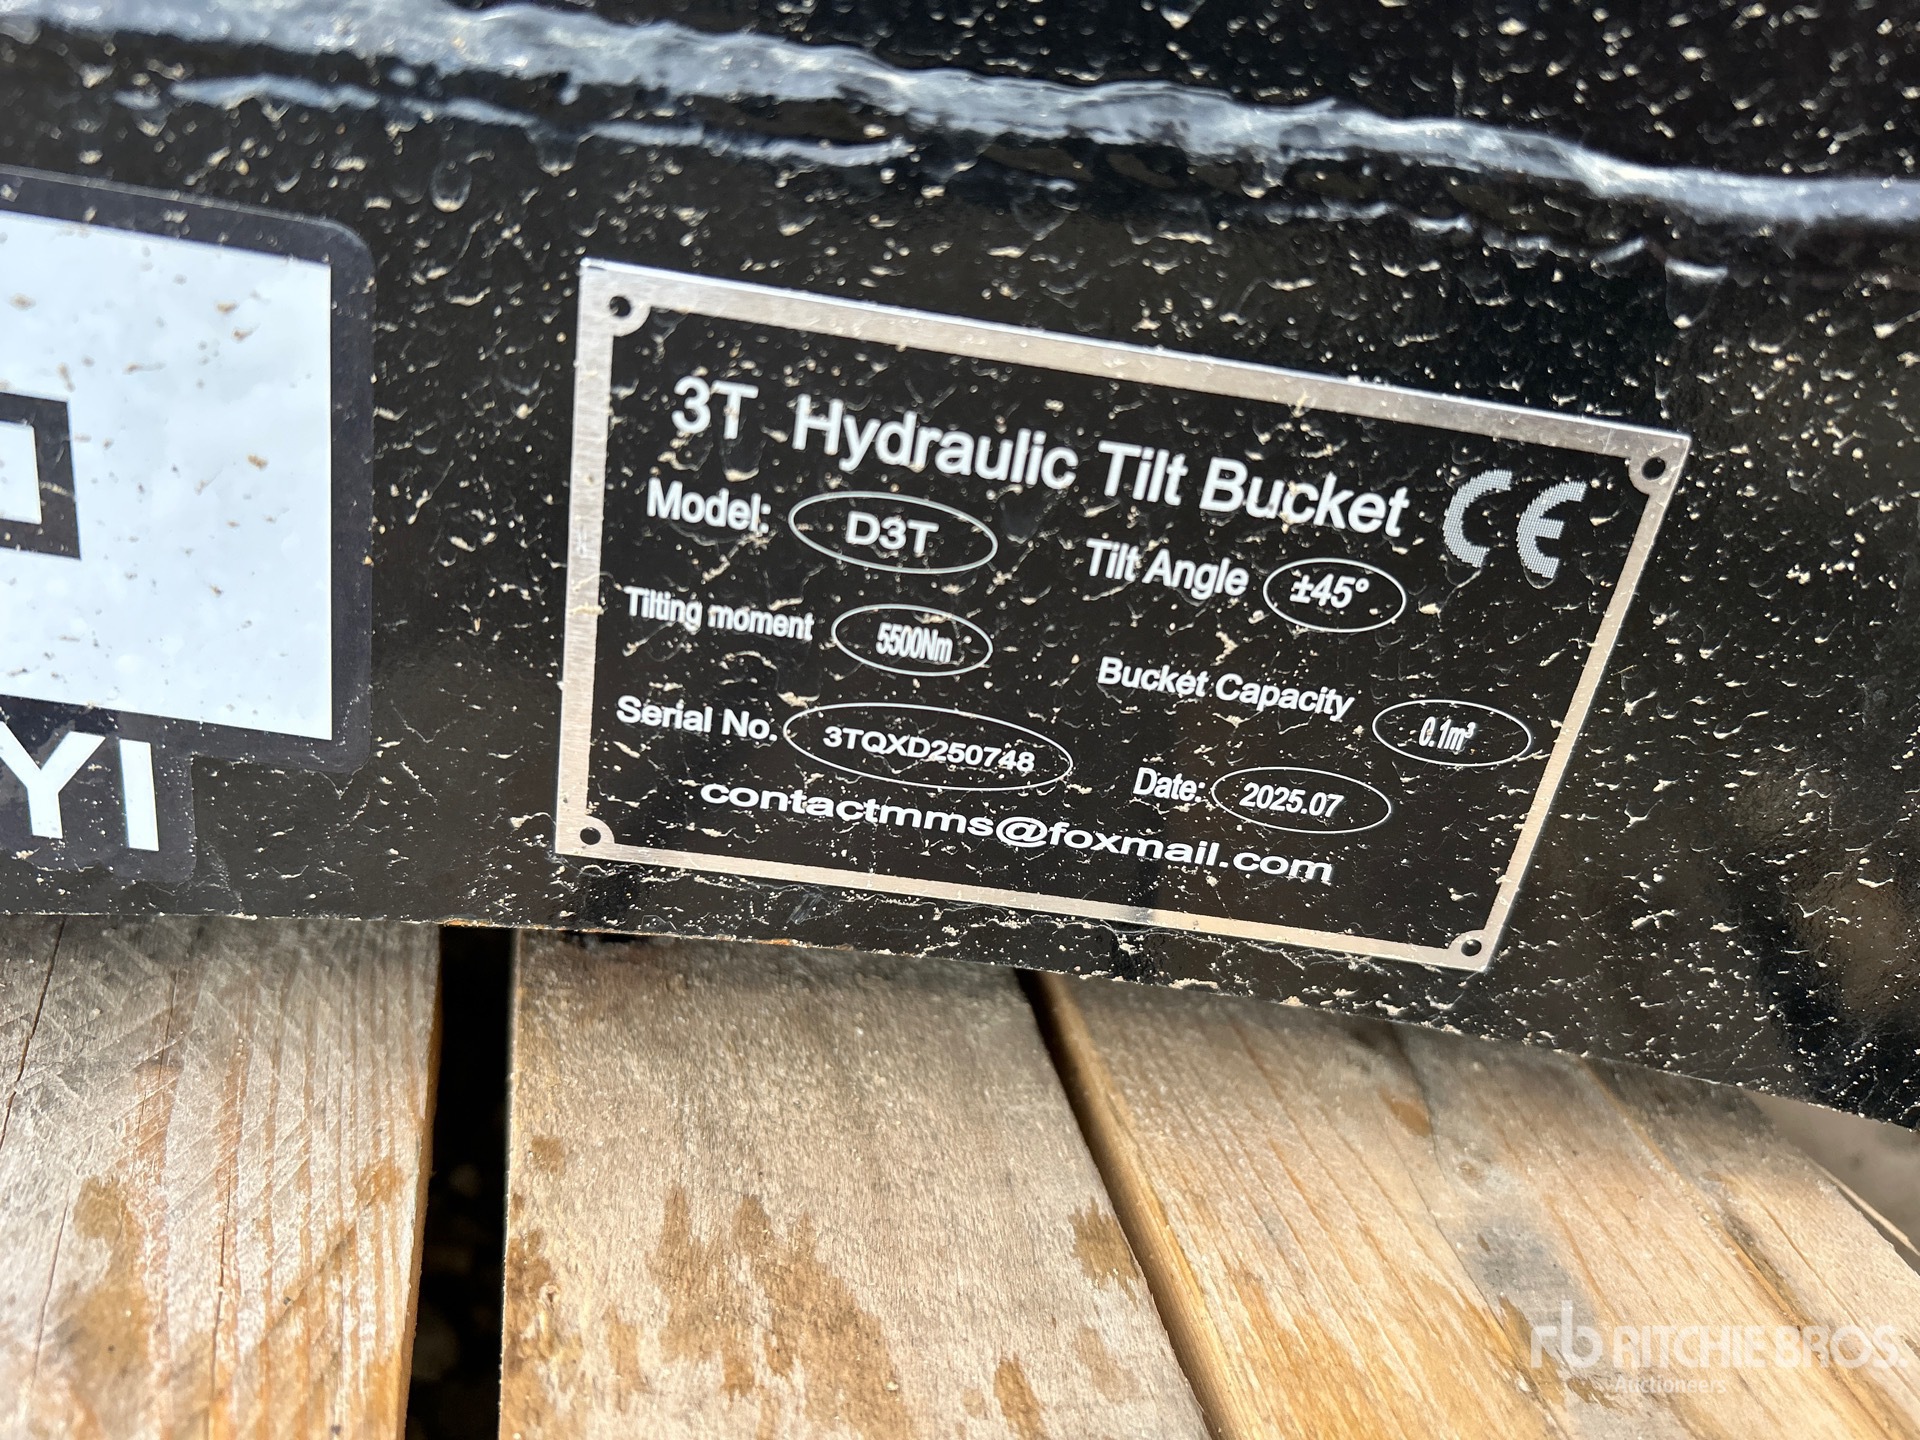 3T Hydraulic Tilt Bucket CE
Model: D3T Tilt Angle ±45°
Tilting moment 5500Nm Bucket Capacity 0.1m³
Serial No. 3TQXD250748 Date: 2025.07
contactmms@foxmail.com
YI
rb RITCHIE BROS.
Auctioneers